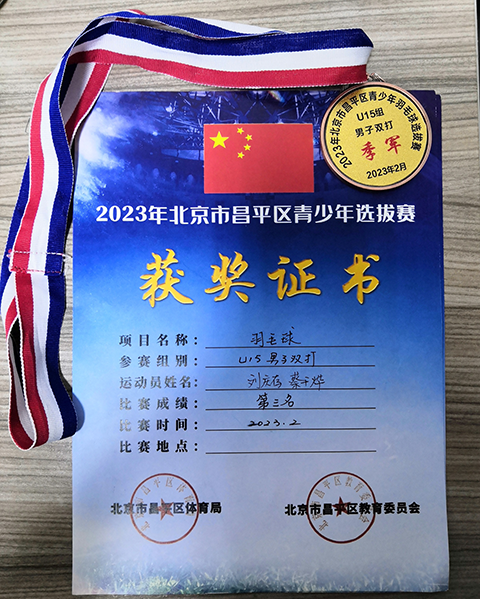 2023年北京市昌平区青少年羽毛球选拔赛
U15组
男子双打
季军
2023年2月
2023年北京市昌平区青少年选拔赛
获奖证书
项目名称：羽毛球
参赛组别：U15 男子双打
运动员姓名：
比赛成绩：第三名
比赛时间：2023.2
比赛地点：
北京市昌平区体育局
北京市昌平区教育委员会